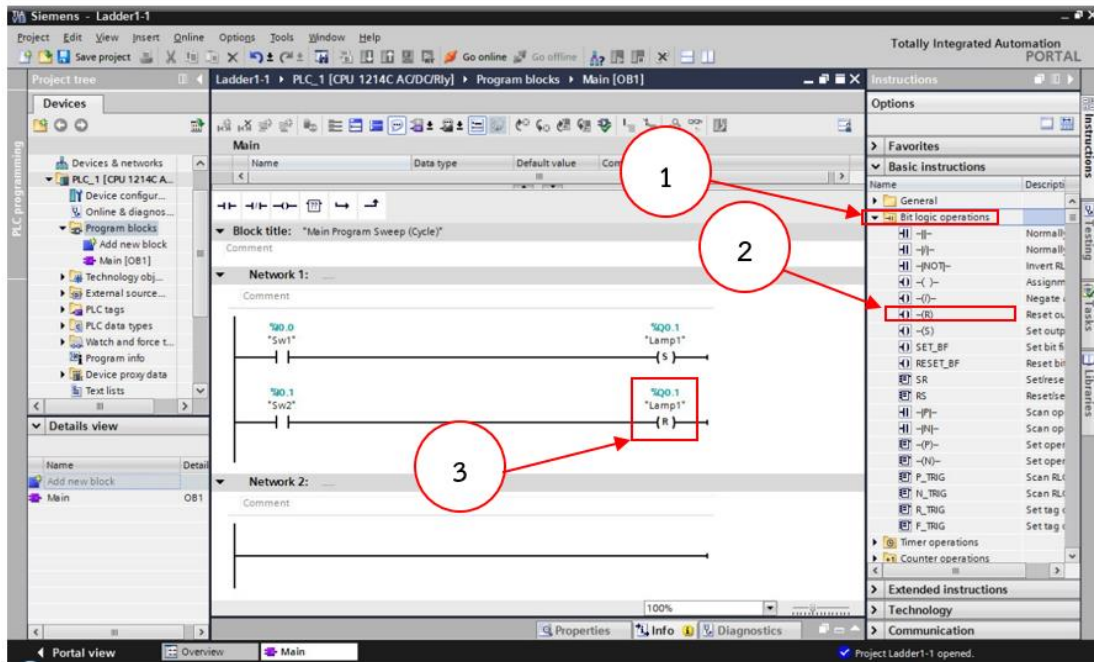 Siemens - Ladder1-1
Project Edit View Insert Online Options Tools Window Help
Totally Integrated Automation
PORTAL
Save project
Go online
Go offline
Project tree
Ladder1-1 PLC_1 [CPU 1214C AC/DC/Rly] Program blocks Main [OB1]
Instructions
Devices
Options
PLC programming
Main
Name Data type Default value Com
Devices & networks
PLC_1 [CPU 1214C A...
Device configur...
Online & diagnos...
Program blocks
Add new block
Main [OB1]
Technology obj...
External source...
PLC tags
PLC data types
Watch and force t...
Program info
Device proxy data
Text lists
Details view
Name Detail
Add new block
Main OB1
Block title: "Main Program Sweep (Cycle)"
Comment
Network 1: .....
Comment
%I0.0
"Sw1"
%Q0.1
"Lamp1"
( S )
%I0.1
"Sw2"
%Q0.1
"Lamp1"
( R )
Network 2: .....
Comment
1
2
3
100%
Properties Info Diagnostics
Favorites
Basic instructions
Name Descripti
General
Bit logic operations
-||- Normally
-|/|- Normally
-|NOT|- Invert RL
-( )- Assignm
-(/)- Negate
-(R) Reset ou
-(S) Set outp
SET_BF Set bit fi
RESET_BF Reset bit
SR Set/rese
RS Reset/se
-|P|- Scan op
-|N|- Scan op
-(P)- Set oper
-(N)- Set oper
P_TRIG Scan RL
N_TRIG Scan RL
R_TRIG Set tag
F_TRIG Set tag
Timer operations
Counter operations
Extended instructions
Technology
Communication
Instructions
Testing
Tasks
Libraries
Portal view Overview Main
Project Ladder1-1 opened.